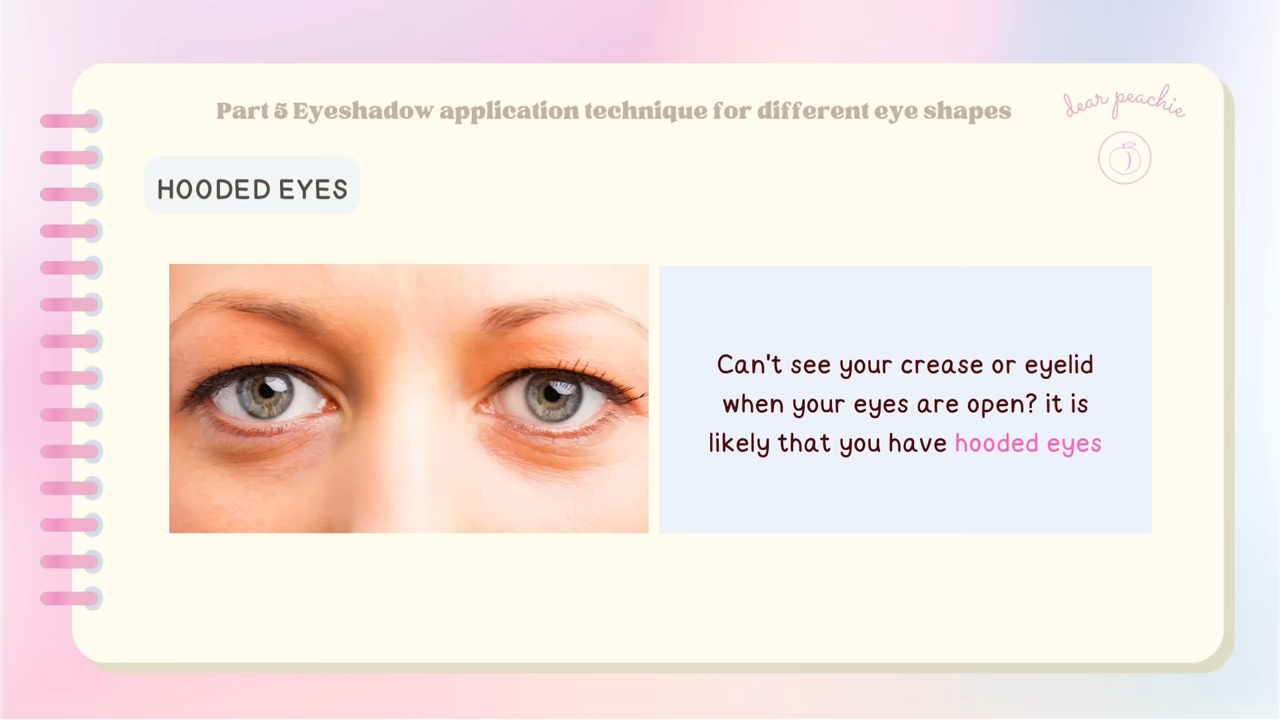 Part 5 Eyeshadow application technique for different eye shapes
dear peachie
HOODED EYES
Can't see your crease or eyelid
when your eyes are open? it is
likely that you have hooded eyes